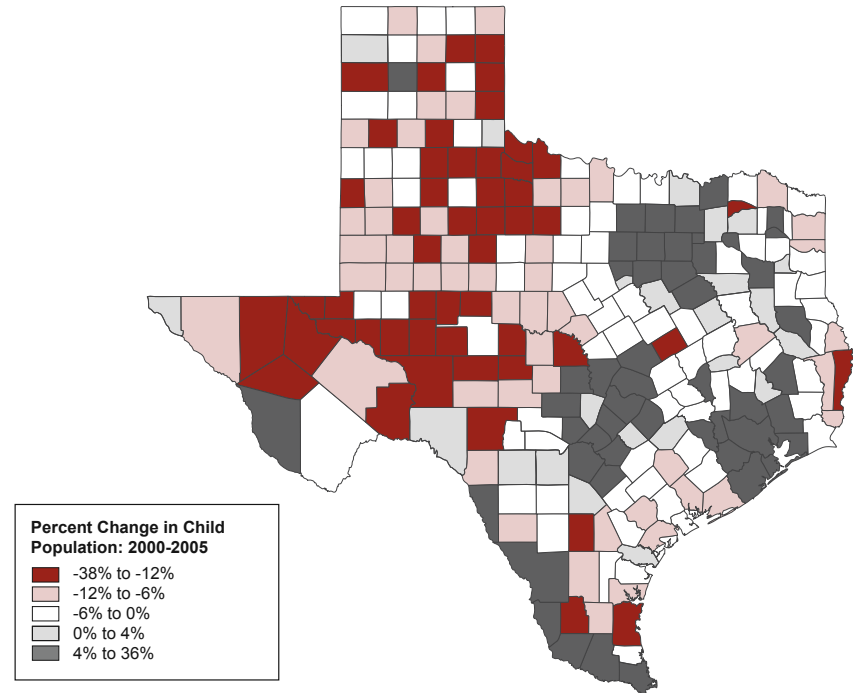 Percent Change in Child
Population: 2000-2005
-38% to -12%
-12% to -6%
-6% to 0%
0% to 4%
4% to 36%